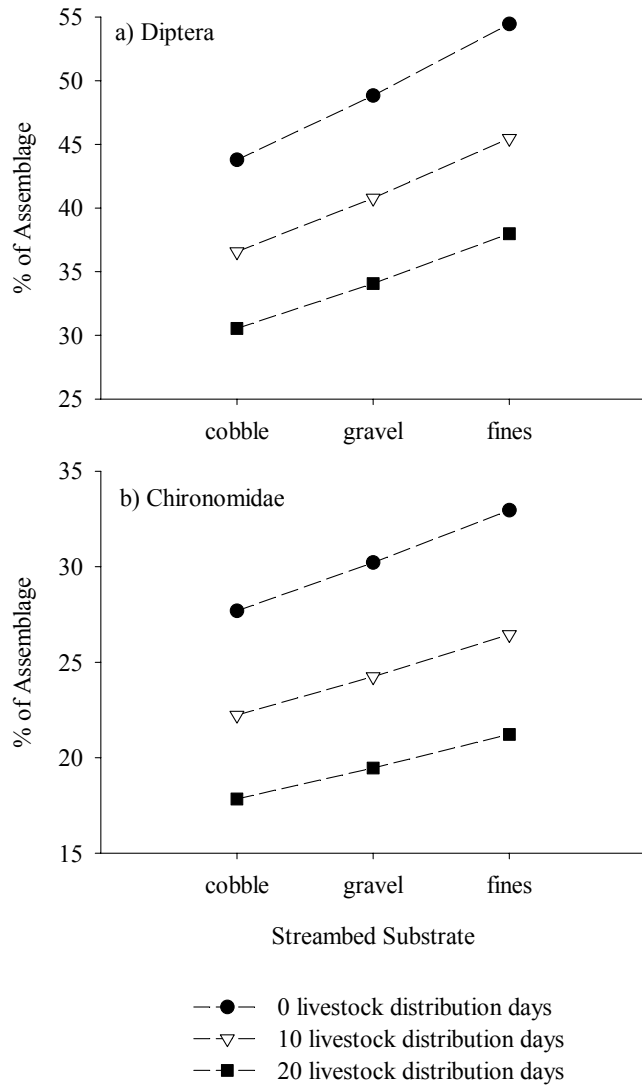 55
a) Diptera
50
45
40
35
30
25
% of Assemblage
cobble gravel fines
35
b) Chironomidae
30
25
20
15
% of Assemblage
cobble gravel fines
Streambed Substrate
0 livestock distribution days
10 livestock distribution days
20 livestock distribution days